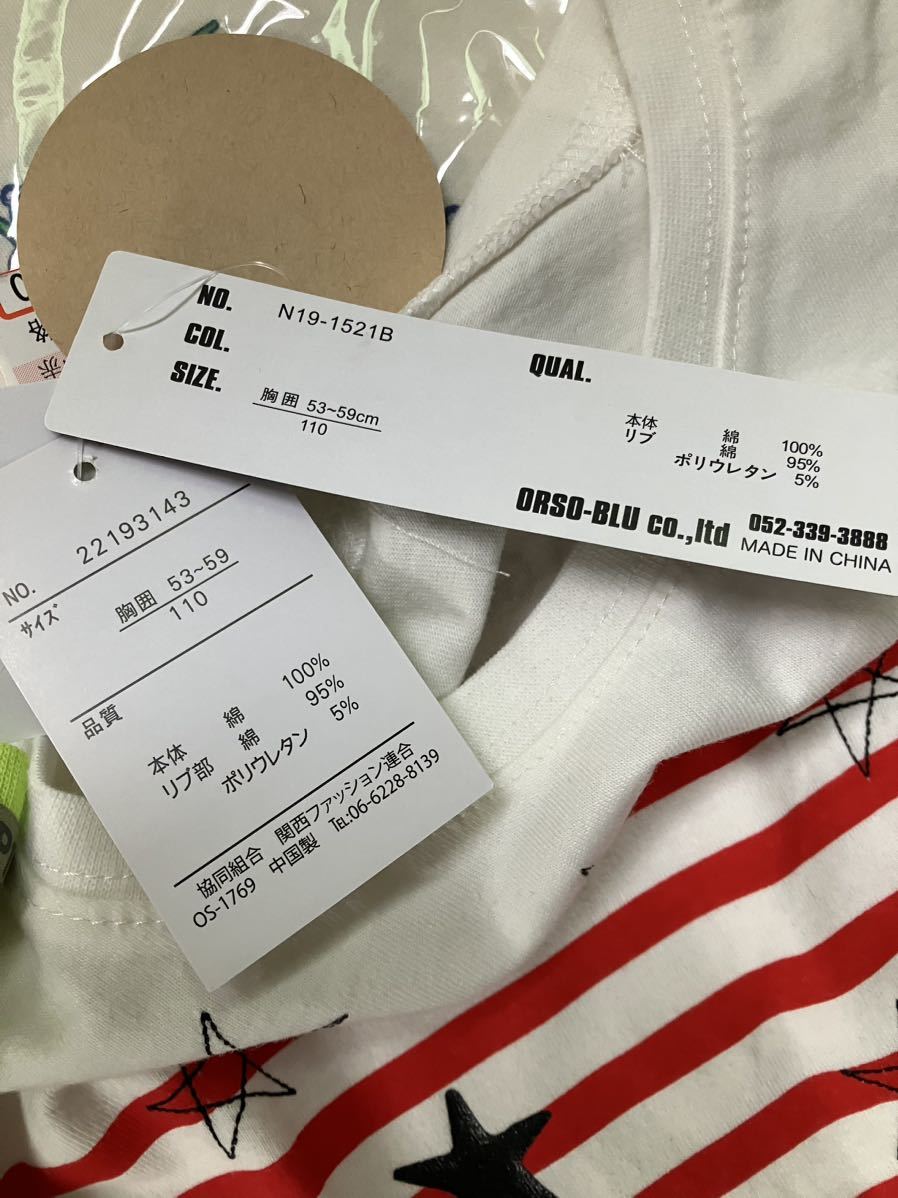 NO. N19-1521B
COL.
SIZE. 胸囲 53~59cm
110
QUAL.
本体 綿 100%
リブ 綿 95%
ポリウレタン 5%
ORSO-BLU co.,ltd 052-339-3888
MADE IN CHINA
NO. 22193143
サイズ 胸囲 53~59
110
品質
本体 綿 100%
リブ部 綿 95%
ポリウレタン 5%
協同組合 関西ファッション連合
OS-1769 中国製 TEL:06-6228-8139
0
格
赤